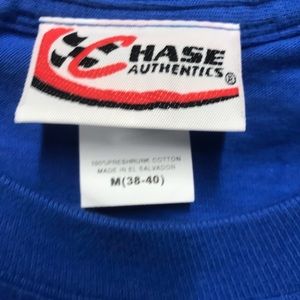 CHASE
AUTHENTICS®
100% PRESHRUNK COTTON
MADE IN EL SALVADOR
M(38-40)